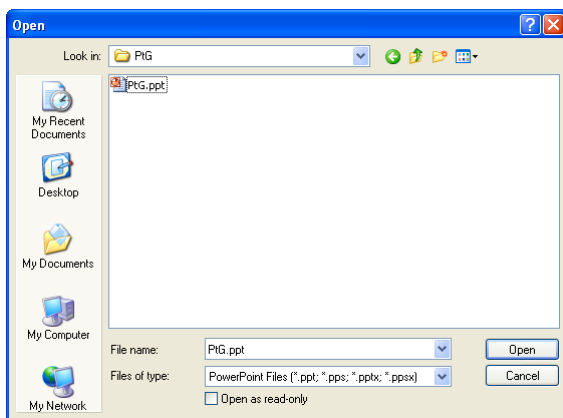 Open
Look in:
PtG
PtG.ppt
My Recent
Documents
Desktop
My Documents
My Computer
My Network
File name:
PtG.ppt
Open
Files of type:
PowerPoint Files (*.ppt; *.pps; *.pptx; *.ppsx)
Cancel
Open as read-only